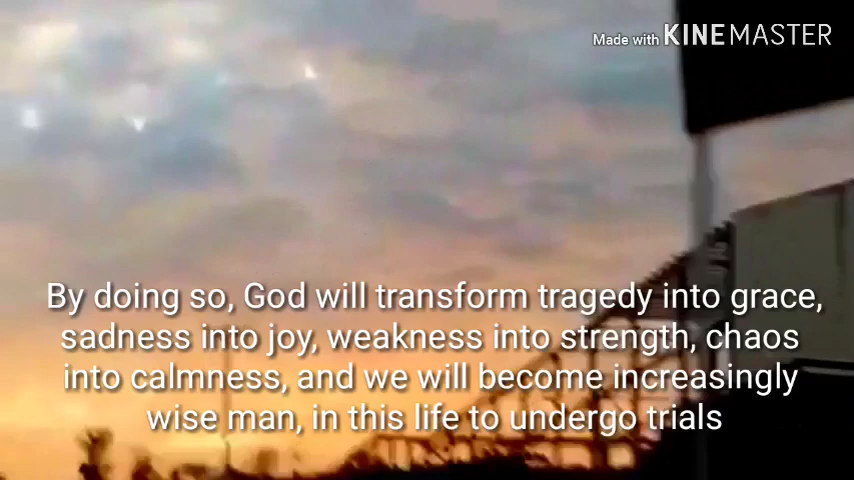 Made with KINEMASTER
By doing so, God will transform tragedy into grace,
sadness into joy, weakness into strength, chaos
into calmness, and we will become increasingly
wise man, in this life to undergo trials